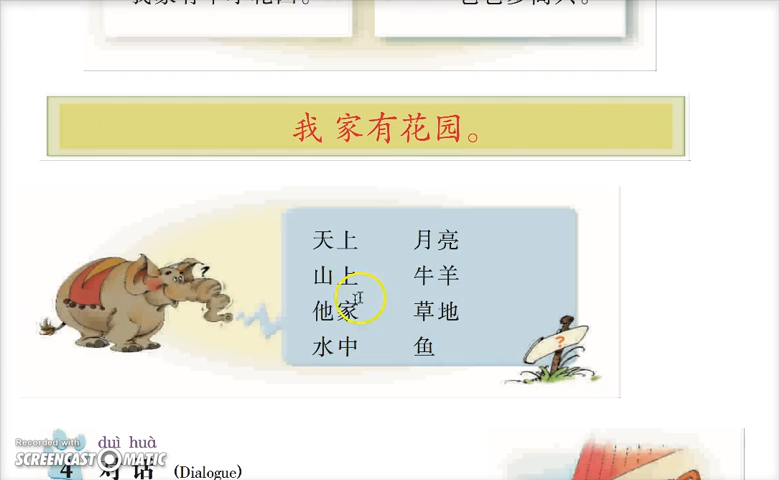 我家有花园。
天上 月亮
山上 牛羊
他家 草地
水中 鱼
?
?
duì huà
4 对话 (Dialogue)
Recorded with
SCREENCAST-O-MATIC